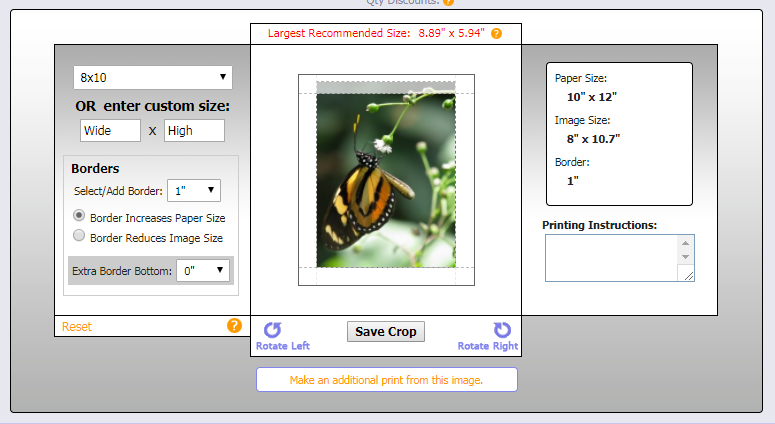 Qty Discounts: ?
Largest Recommended Size: 8.89" x 5.94" ?
8x10
OR enter custom size:
Wide x High
Borders
Select/Add Border: 1"
Border Increases Paper Size
Border Reduces Image Size
Extra Border Bottom: 0"
Reset ?
Rotate Left
Save Crop
Rotate Right
Paper Size:
10" x 12"
Image Size:
8" x 10.7"
Border:
1"
Printing Instructions:
Make an additional print from this image.